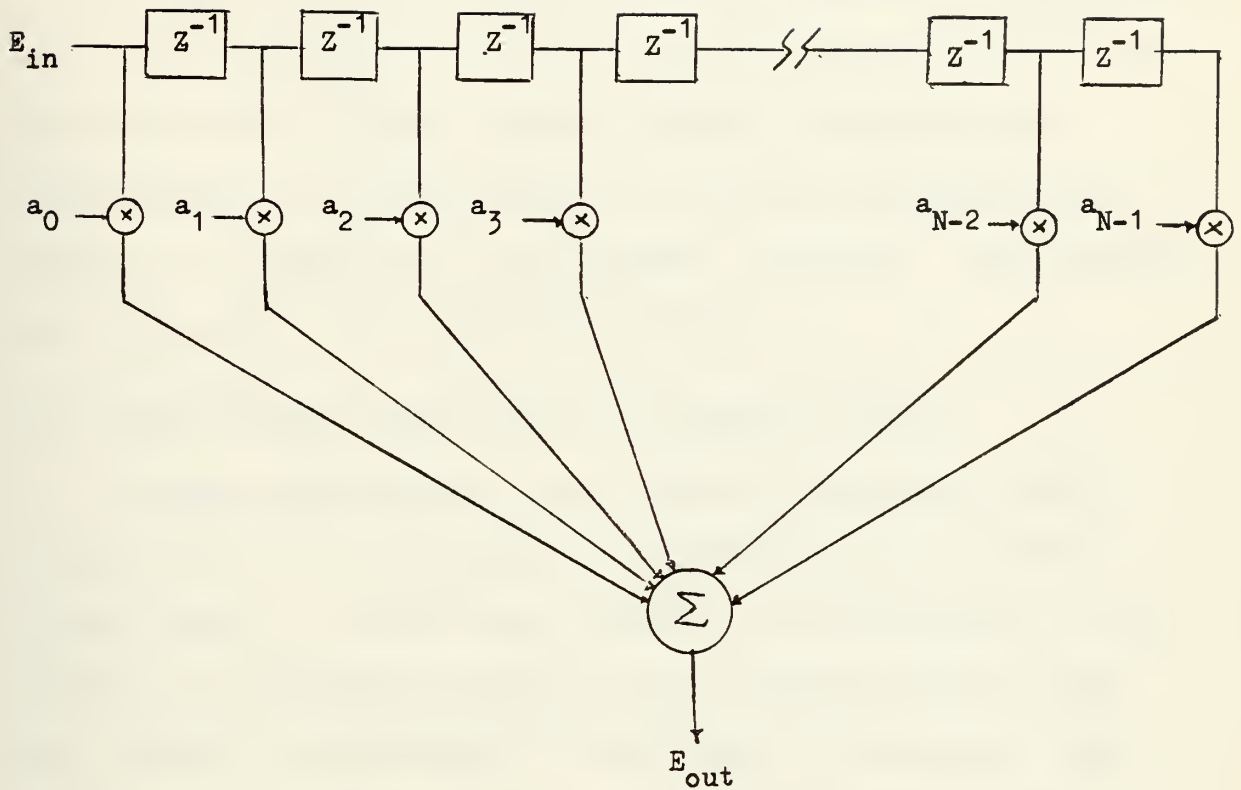 E_in Z^-1 Z^-1 Z^-1 Z^-1 Z^-1 Z^-1
a_0 × a_1 × a_2 × a_3 × a_N-2 × a_N-1 ×
Σ
E_out